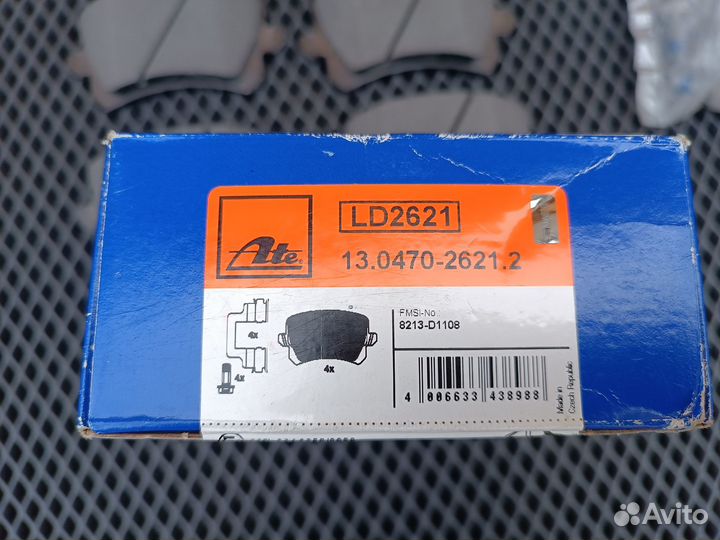 LD2621
Ate
13.0470-2621.2
FMSI-No.
8213-D1108
4x
4x
4x
4 006633 438988
Made in
Czech Republic
Avito